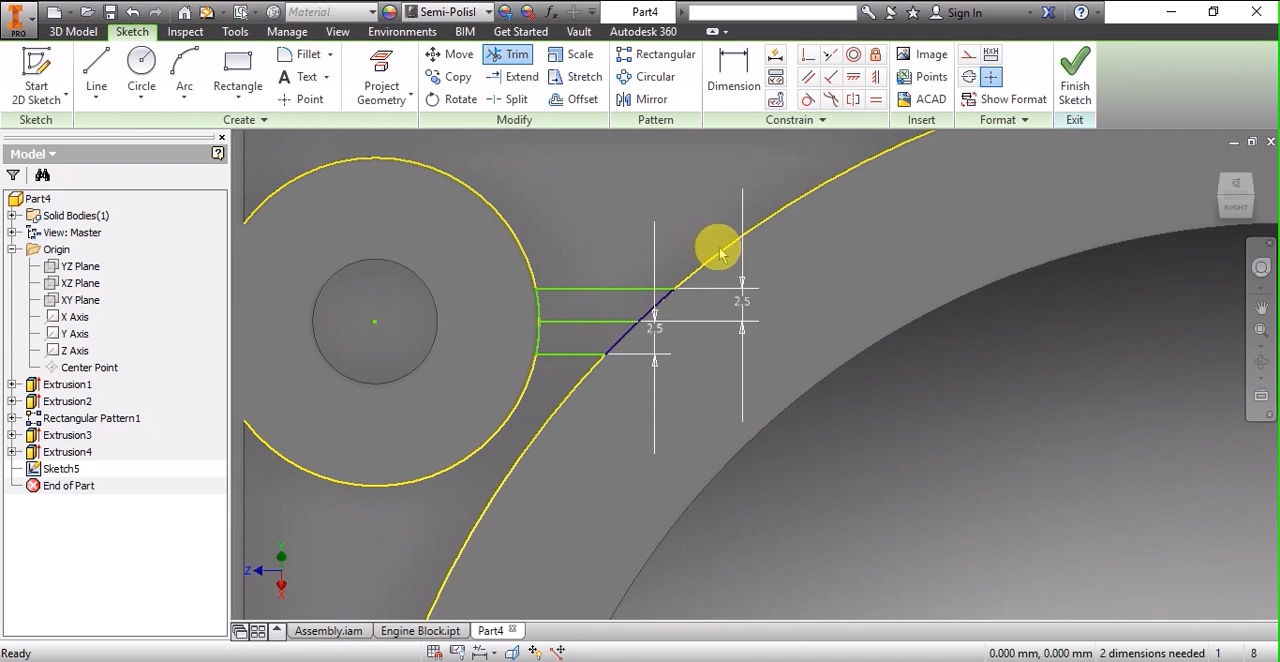 Material
Semi-Polisl
Part4
Sign In
PRO
3D Model Sketch Inspect Tools Manage View Environments BIM Get Started Vault Autodesk 360
Start
2D Sketch
Line
Circle
Arc
Rectangle
Fillet
Text
Point
Project
Geometry
Move
Trim
Scale
Copy
Extend
Stretch
Rotate
Split
Offset
Rectangular
Circular
Mirror
Dimension
Image
Points
ACAD
Show Format
Finish
Sketch
Sketch
Create
Modify
Pattern
Constrain
Insert
Format
Exit
Model
Part4
Solid Bodies(1)
View: Master
Origin
YZ Plane
XZ Plane
XY Plane
X Axis
Y Axis
Z Axis
Center Point
Extrusion1
Extrusion2
Rectangular Pattern1
Extrusion3
Extrusion4
Sketch5
End of Part
2.5
2.5
RIGHT
Z
X
Assembly.iam
Engine Block.ipt
Part4
Ready
0.000 mm, 0.000 mm 2 dimensions needed 1 8